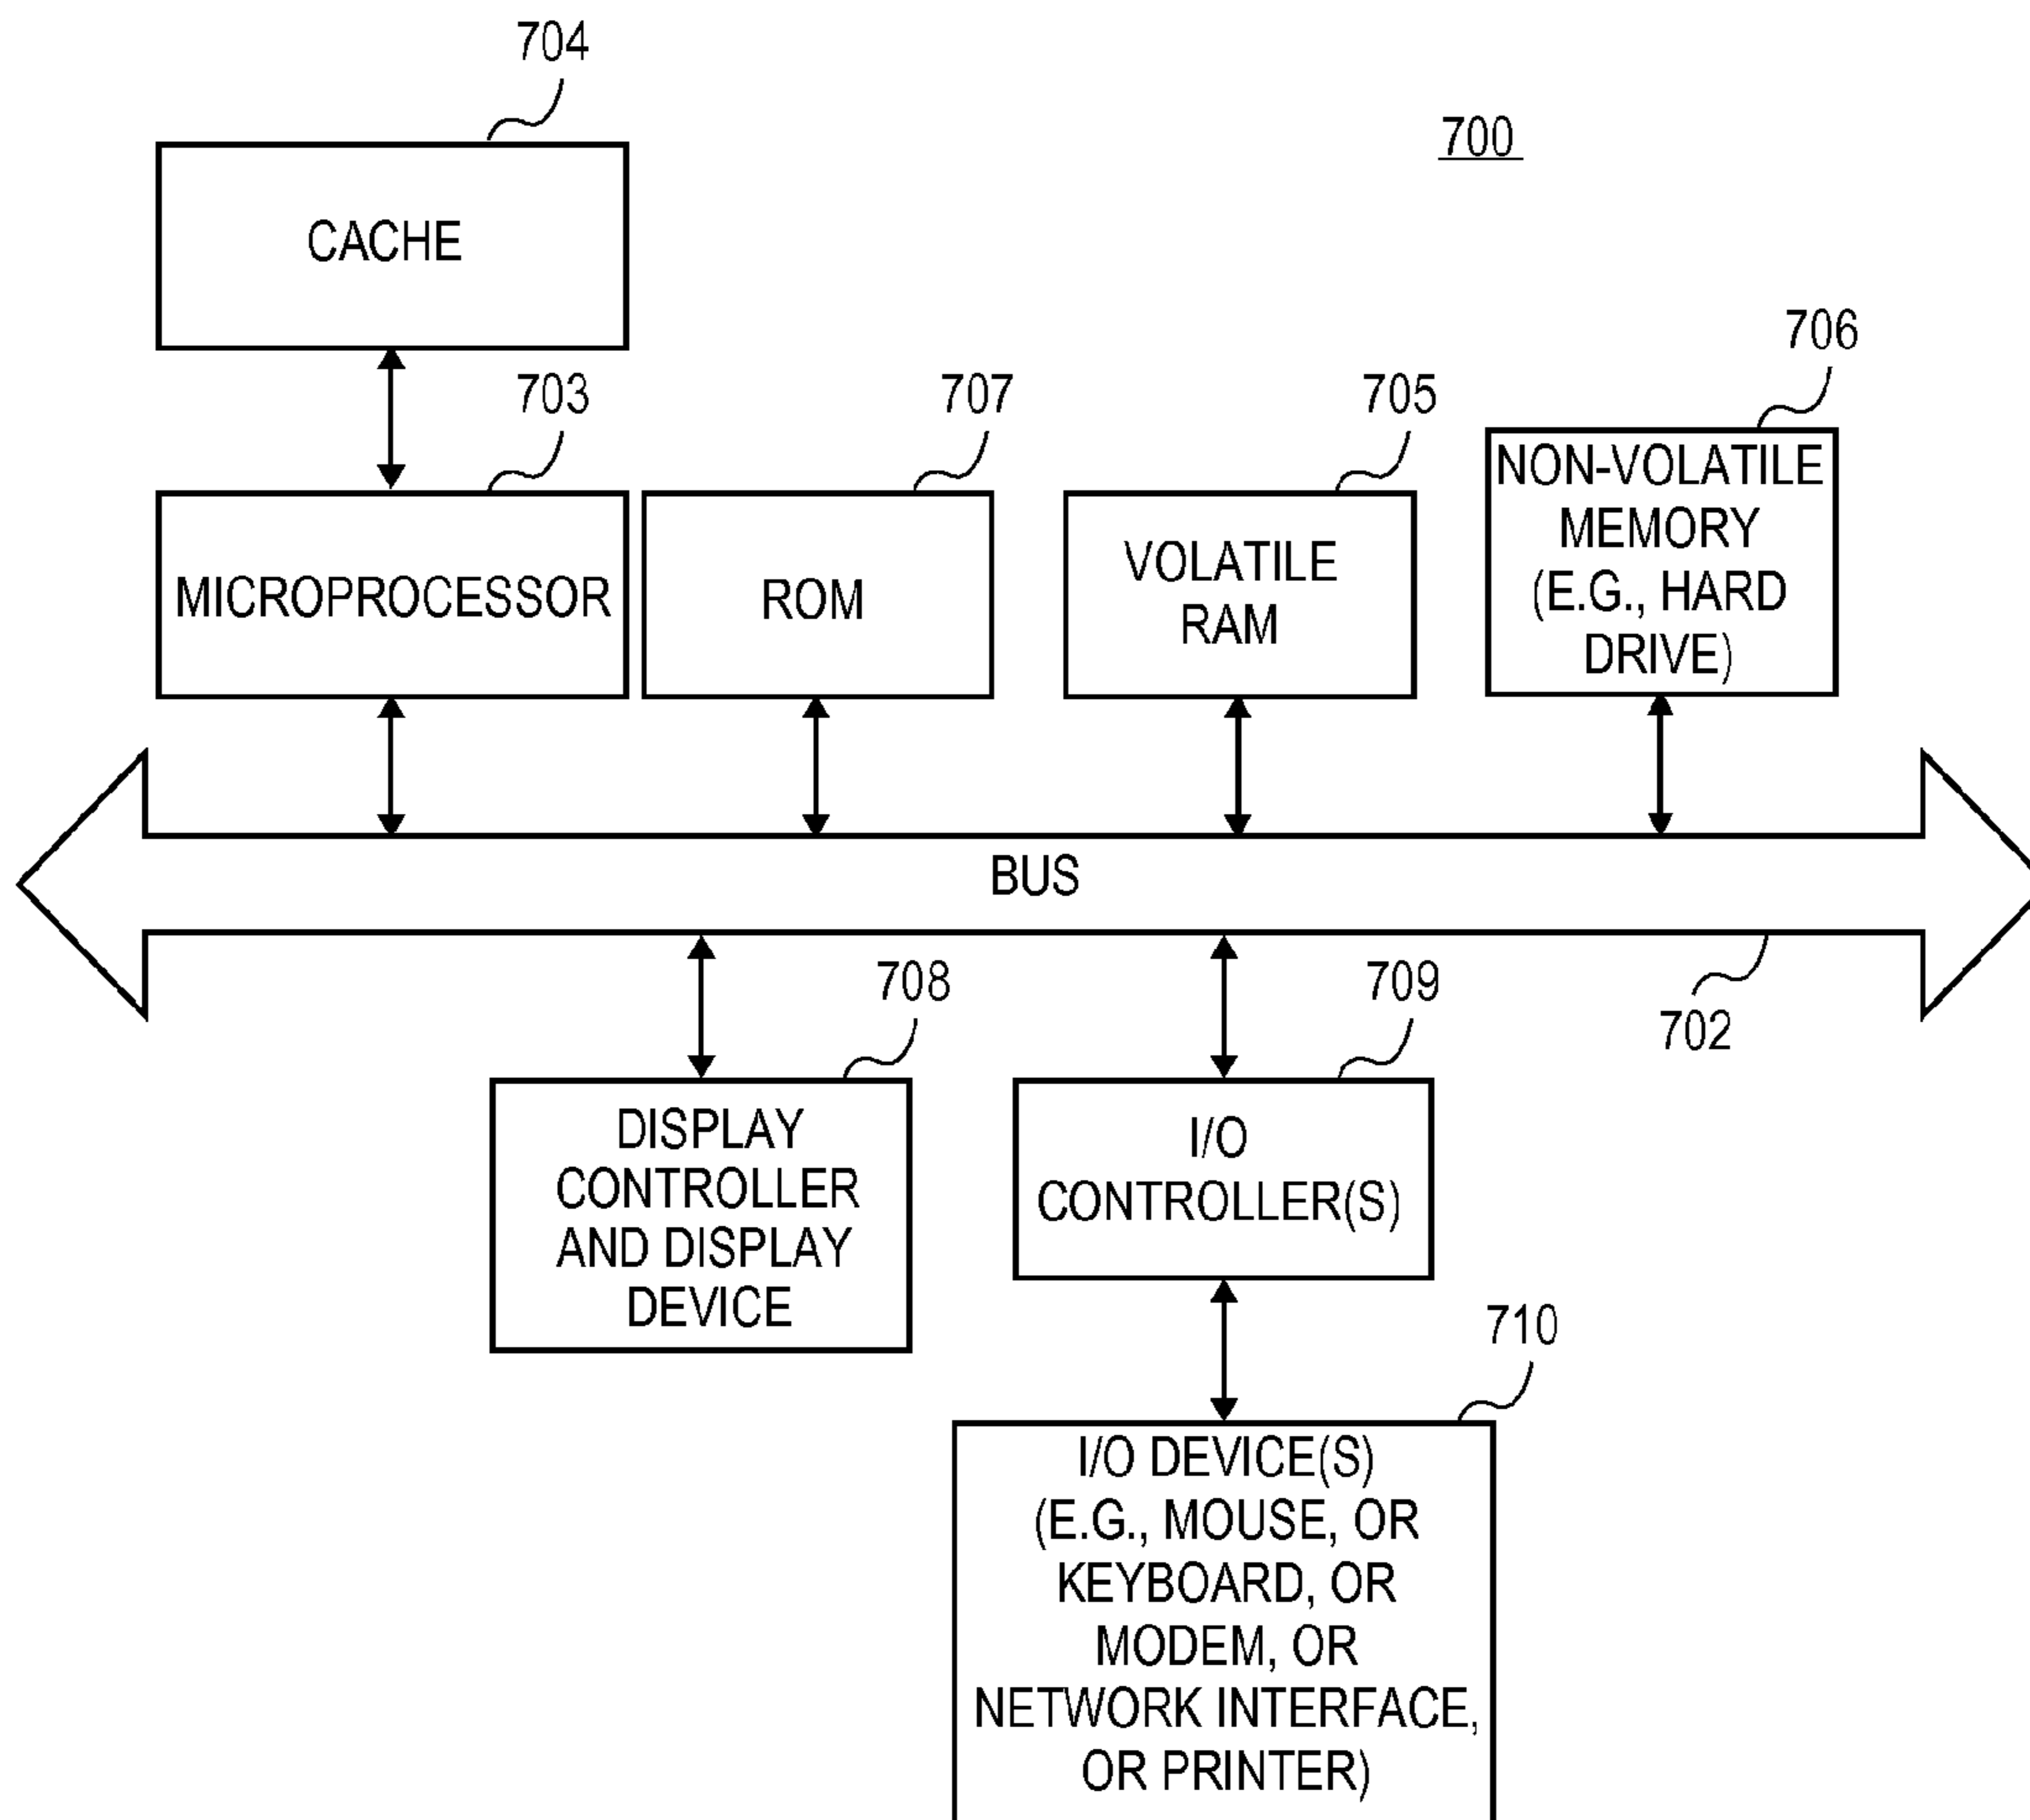 704
700
CACHE
706
703
707
705
NON-VOLATILE
MEMORY
(E.G., HARD
DRIVE)
MICROPROCESSOR
ROM
VOLATILE
RAM
BUS
708
709
702
DISPLAY
CONTROLLER
AND DISPLAY
DEVICE
I/O
CONTROLLER(S)
710
I/O DEVICE(S)
(E.G., MOUSE, OR
KEYBOARD, OR
MODEM, OR
NETWORK INTERFACE,
OR PRINTER)